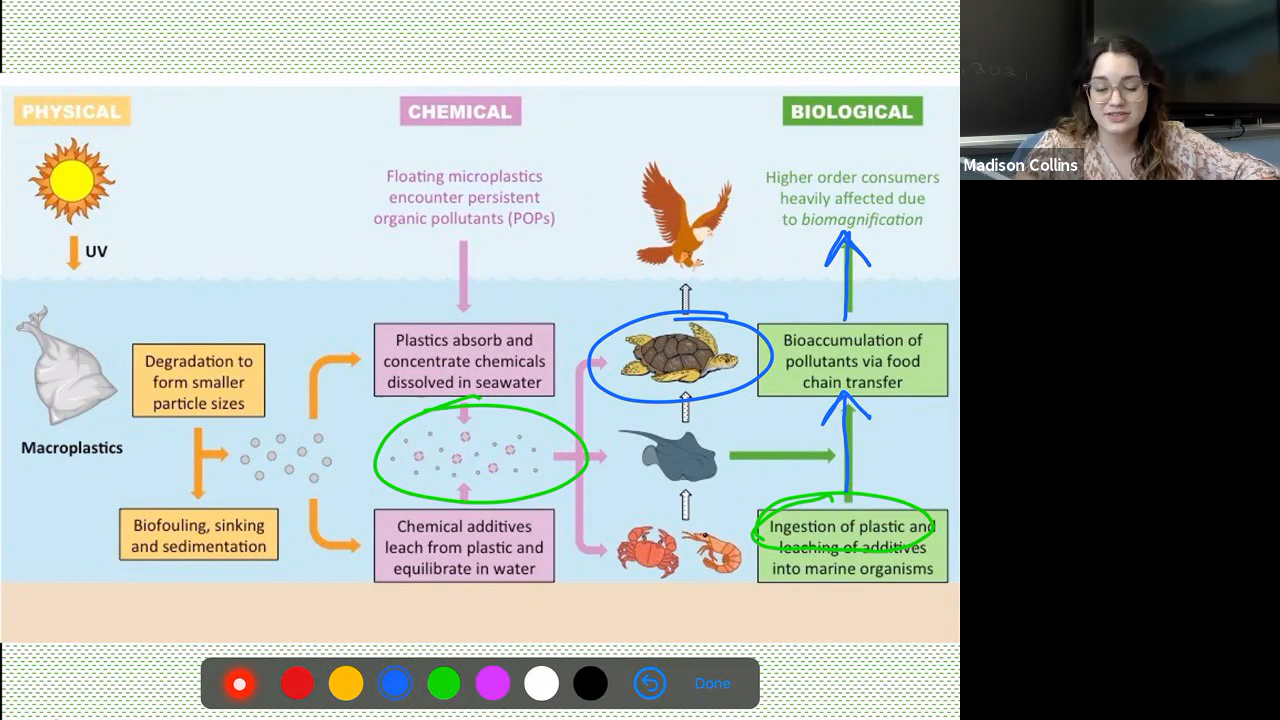 PHYSICAL
UV
Macroplastics
Degradation to
form smaller
particle sizes
Biofouling, sinking
and sedimentation
CHEMICAL
Floating microplastics
encounter persistent
organic pollutants (POPs)
Plastics absorb and
concentrate chemicals
dissolved in seawater
Chemical additives
leach from plastic and
equilibrate in water
BIOLOGICAL
Higher order consumers
heavily affected due
to biomagnification
Bioaccumulation of
pollutants via food
chain transfer
Ingestion of plastic and
leaching of additives
into marine organisms
Done
2021
Madison Collins